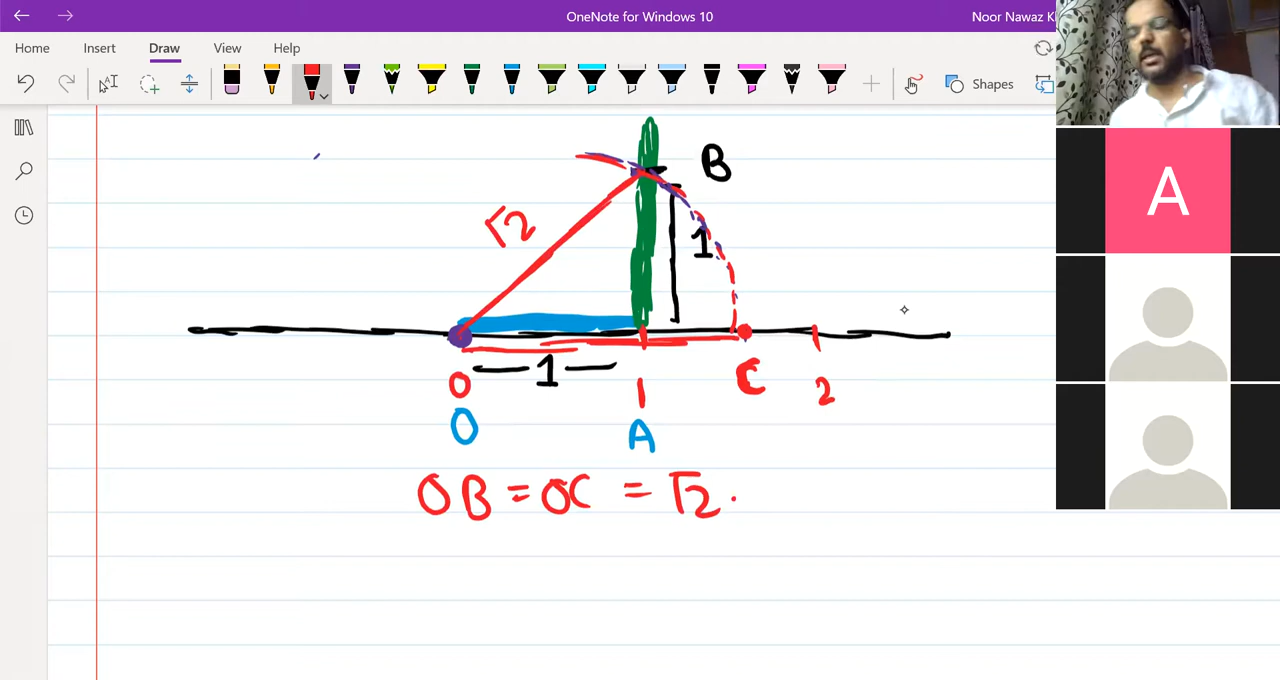 OneNote for Windows 10
Noor Nawaz K
Home Insert Draw View Help
Shapes
A
B
√2
1
1
0 1 C 2
O A
OB = OC = √2.